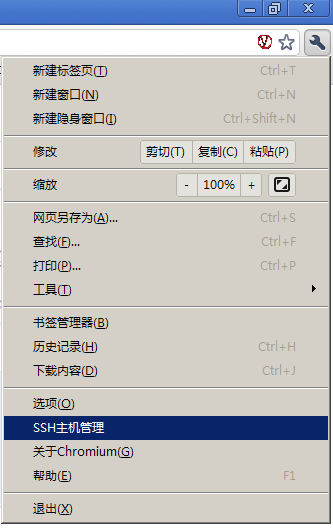 新建标签页(T) Ctrl+T
新建窗口(N) Ctrl+N
新建隐身窗口(I) Ctrl+Shift+N
修改 剪切(T) 复制(C) 粘贴(P)
缩放 - 100% +
网页另存为(A)... Ctrl+S
查找(F)... Ctrl+F
打印(P)... Ctrl+P
工具(T)
书签管理器(B)
历史记录(H) Ctrl+H
下载内容(D) Ctrl+J
选项(O)
SSH主机管理
关于Chromium(G)
帮助(E) F1
退出(X)